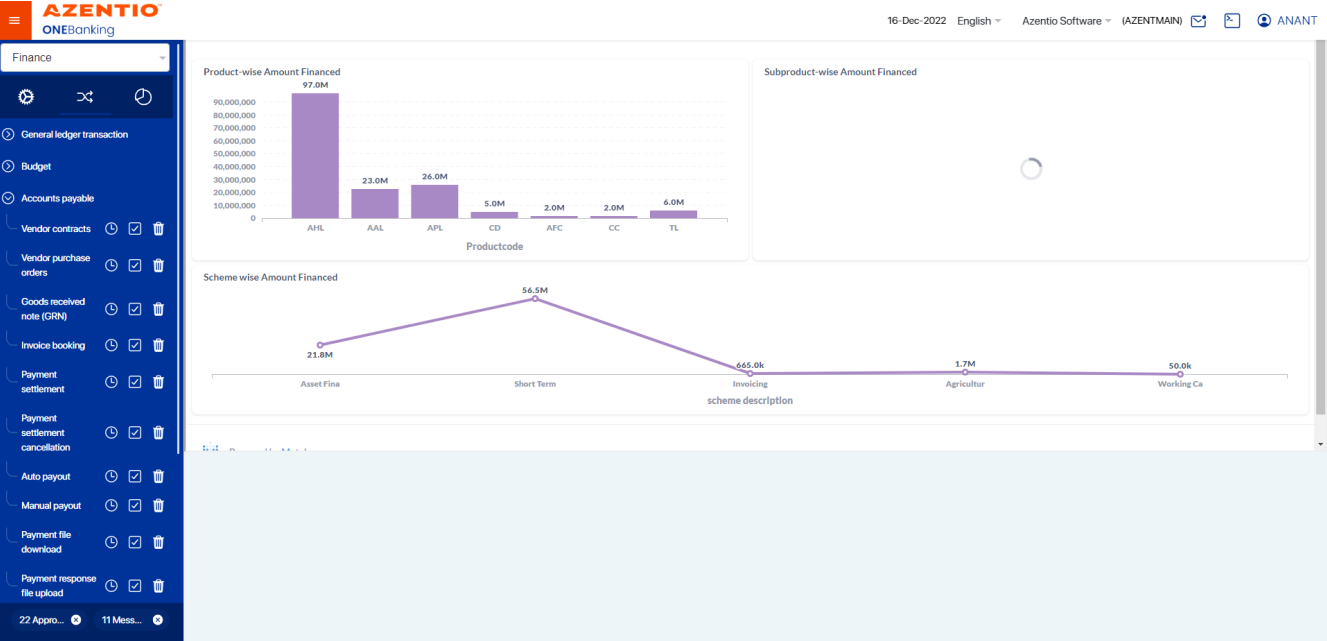 AZENTIO
ONEBanking
16-Dec-2022 English Azentio Software (AZENTMAIN) ANANT
Finance
General ledger transaction
Budget
Accounts payable
Vendor contracts
Vendor purchase
orders
Goods received
note (GRN)
Invoice booking
Payment
settlement
Payment
settlement
cancellation
Auto payout
Manual payout
Payment file
download
Payment response
file upload
22 Appro...
11 Mess...
Product-wise Amount Financed
97.0M
90,000,000
80,000,000
70,000,000
60,000,000
50,000,000
40,000,000
30,000,000
20,000,000
10,000,000
0
23.0M
26.0M
5.0M
2.0M
2.0M
6.0M
AHL AAL APL CD AFC CC TL
Productcode
Subproduct-wise Amount Financed
Scheme wise Amount Financed
56.5M
21.8M
665.0k
1.7M
50.0k
Asset Fina Short Term Invoicing Agricultur Working Ca
scheme description